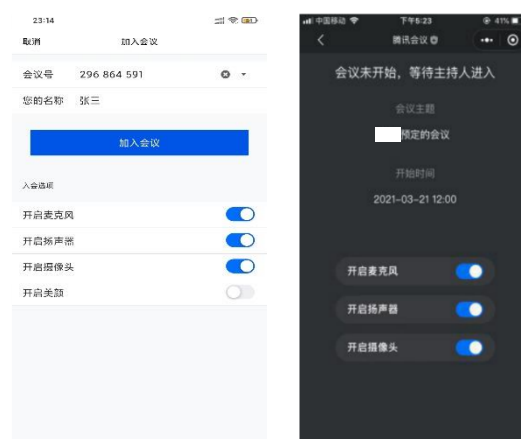 23:14
取消 加入会议
会议号 296 864 591
您的名称 张三
加入会议
入会选项
开启麦克风
开启扬声器
开启摄像头
开启美颜
中国移动 下午5:23 41%
腾讯会议
会议未开始，等待主持人进入
会议主题
预定的会议
开始时间
2021-03-21 12:00
开启麦克风
开启扬声器
开启摄像头